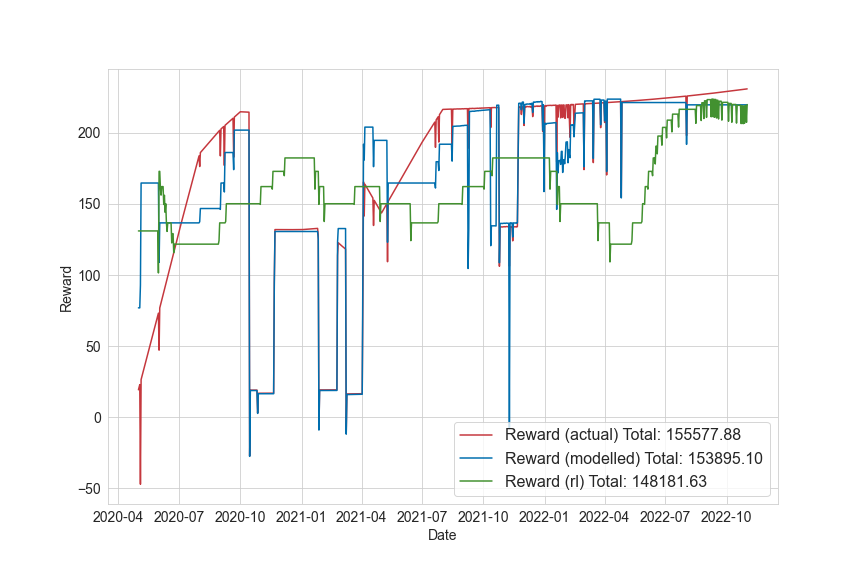 200
150
100
50
0
−50
Reward
2020-04 2020-07 2020-10 2021-01 2021-04 2021-07 2021-10 2022-01 2022-04 2022-07 2022-10
Date
Reward (actual) Total: 155577.88
Reward (modelled) Total: 153895.10
Reward (rl) Total: 148181.63